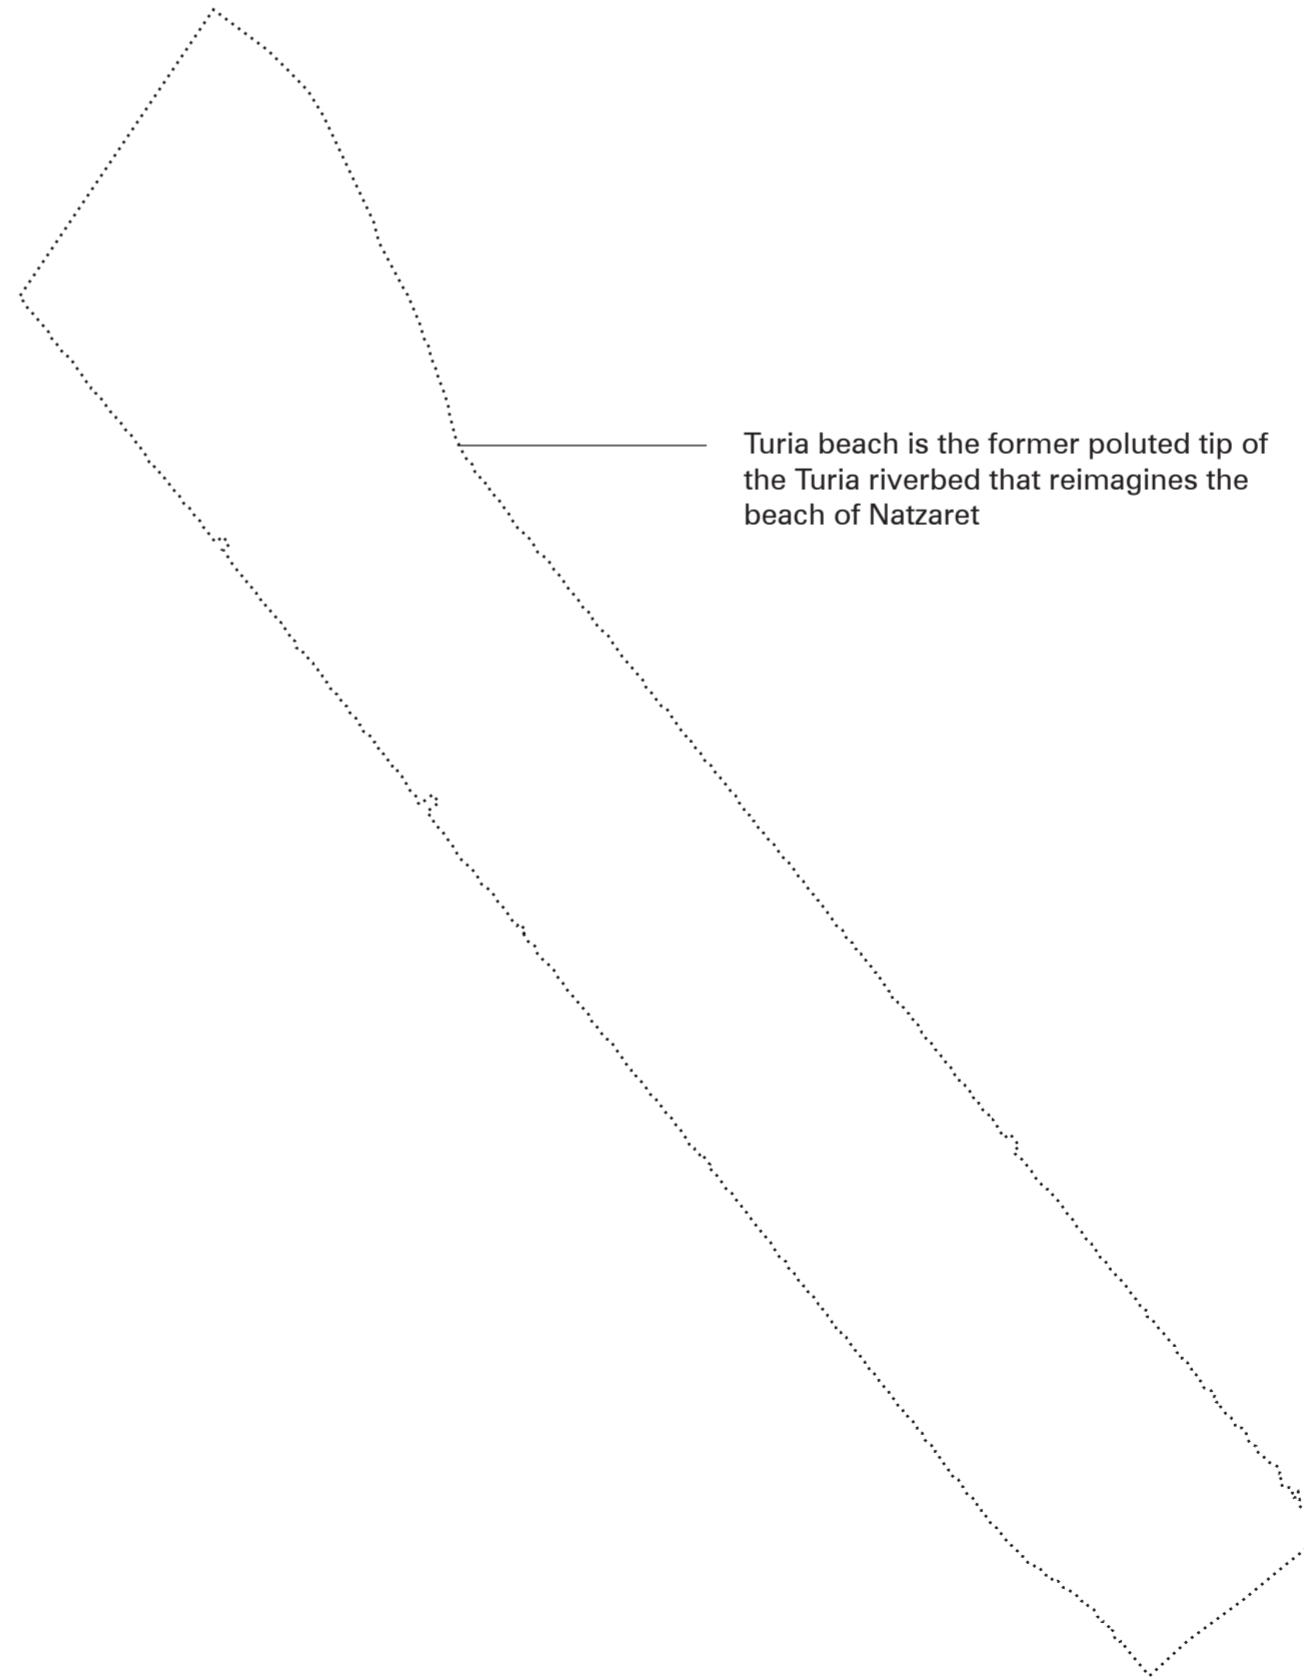 Turia beach is the former poluted tip of
the Turia riverbed that reimagines the
beach of Natzaret